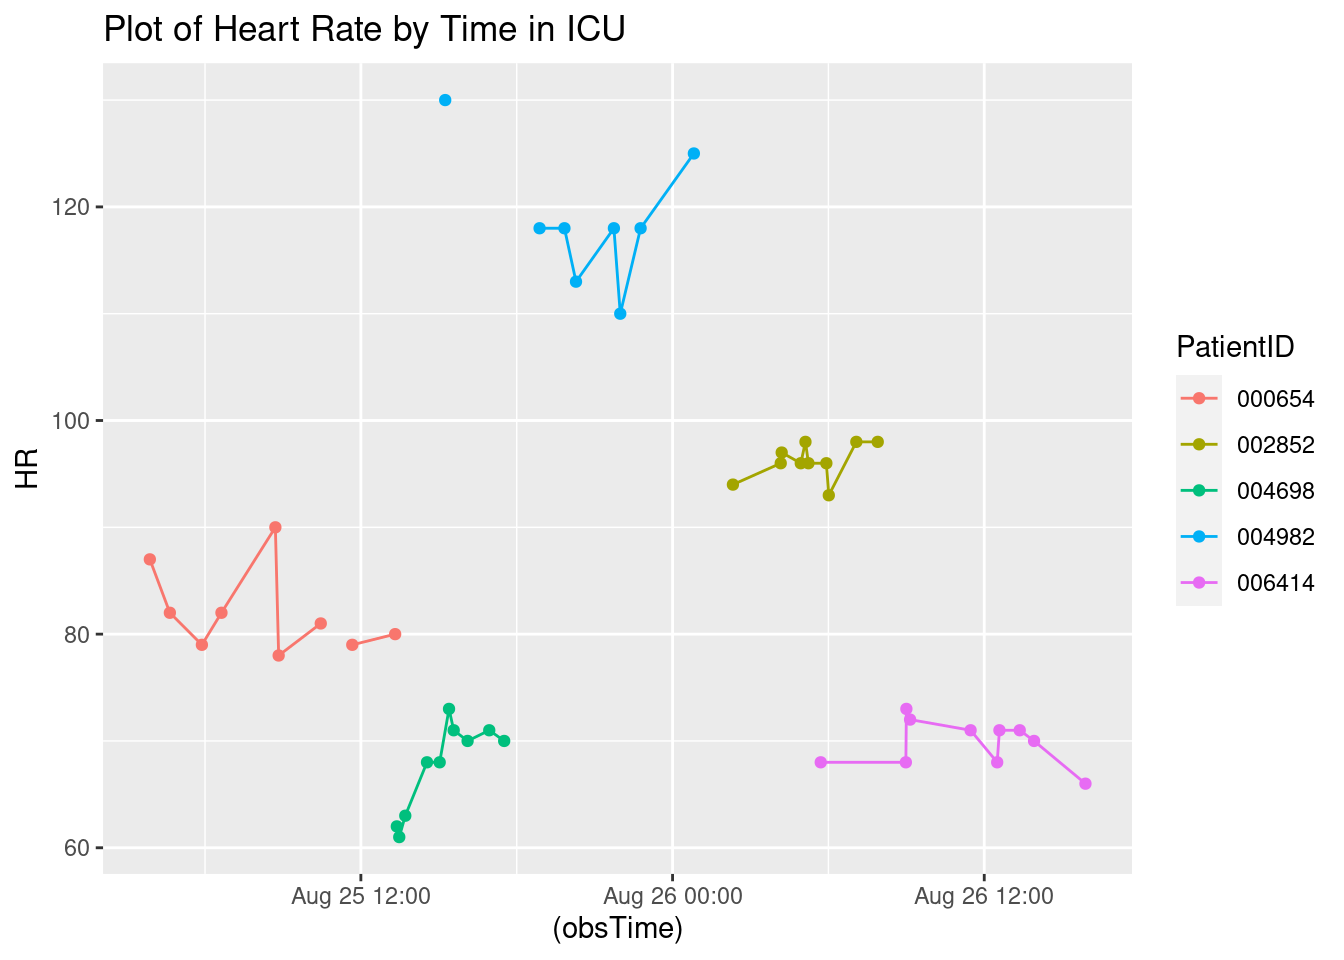 Plot of Heart Rate by Time in ICU
HR
120
100
80
60
Aug 25 12:00 Aug 26 00:00 Aug 26 12:00
(obsTime)
PatientID
000654
002852
004698
004982
006414